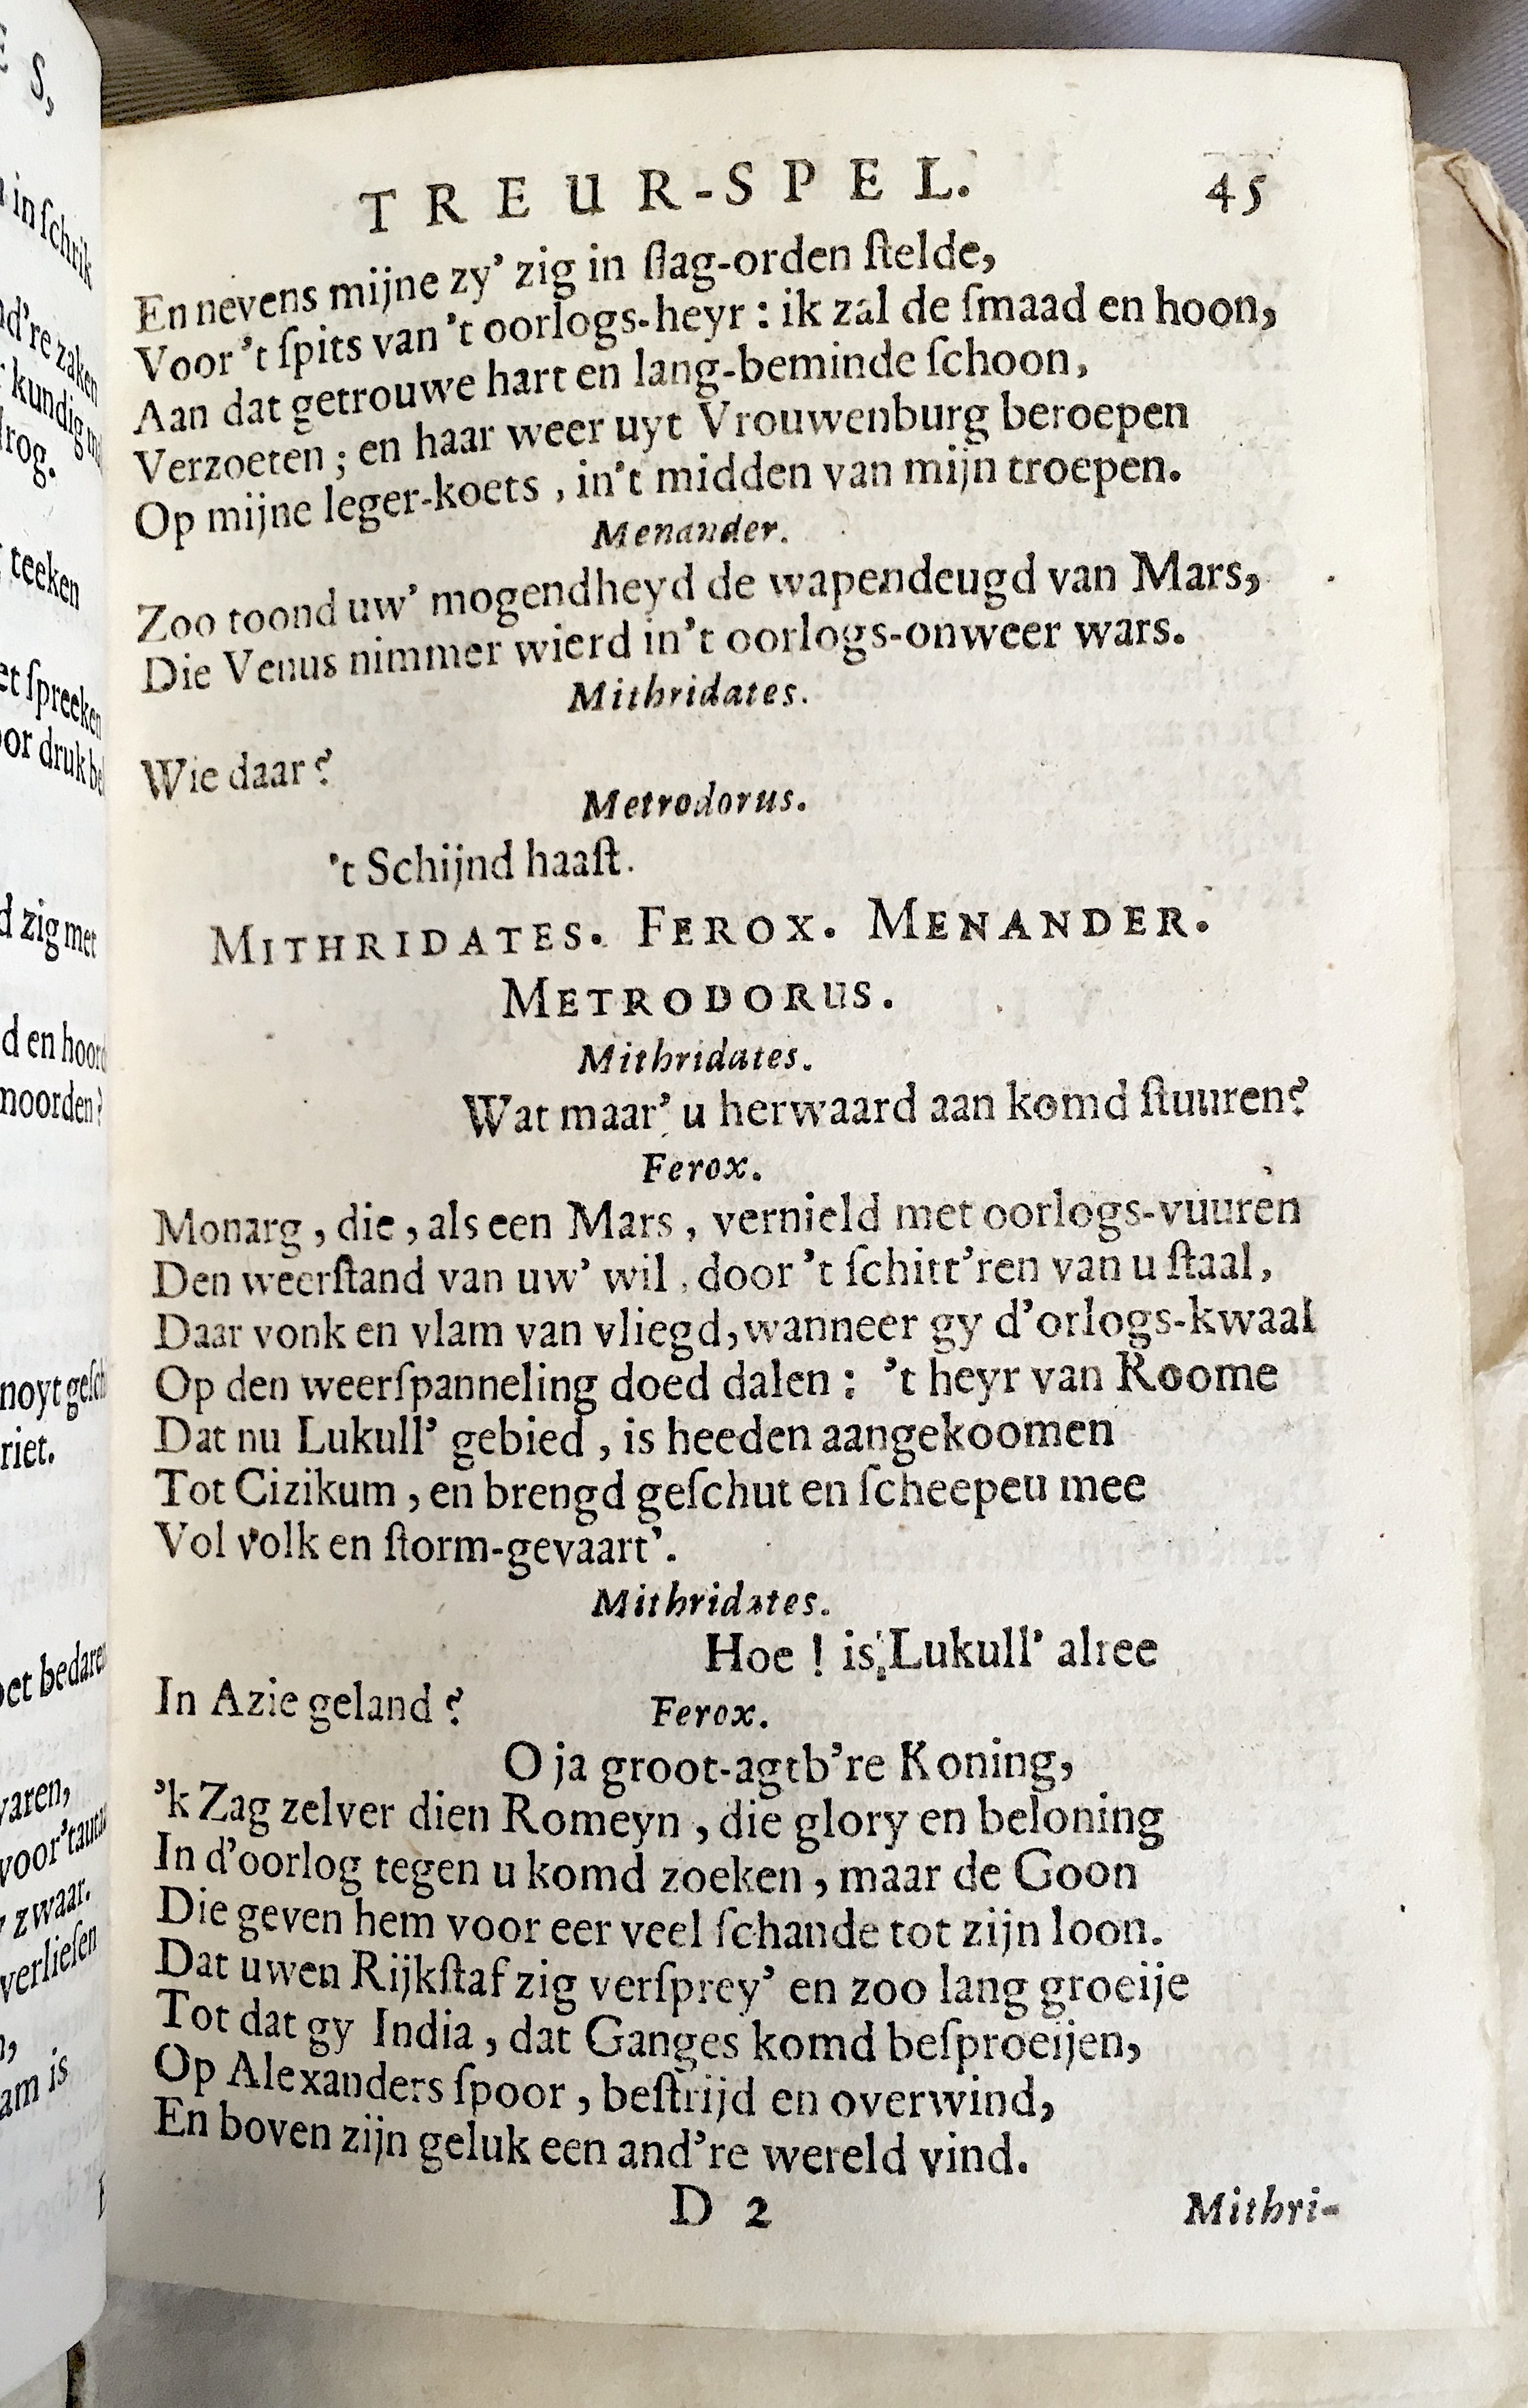 TREUR-SPEL. 45
En nevens mijne zy' zig in ſlag-orden ſtelde,
Voor 't ſpits van 't oorlogs-heyr : ik zal de ſmaad en hoon,
Aan dat getrouwe hart en lang-beminde ſchoon,
Verzoeten ; en haar weer uyt Vrouwenburg beroepen
Op mijne leger-koets , in't midden van mijn troepen.
Menander.
Zoo toond uw' mogendheyd de wapendeugd van Mars,
Die Venus nimmer wierd in't oorlogs-onweer wars.
Mithridates.
Wie daar ?
Metrodorus.
't Schijnd haaſt.
MITHRIDATES. FEROX. MENANDER.
METRODORUS.
Mithridates.
Wat maar' u herwaard aan komd ſtuuren?
Ferox.
Monarg , die , als een Mars , vernield met oorlogs-vuuren
Den weerſtand van uw' wil , door 't ſchitt'ren van u ſtaal,
Daar vonk en vlam van vliegd, wanneer gy d'orlogs-kwaal
Op den weerſpanneling doed dalen : 't heyr van Roome
Dat nu Lukull' gebied , is heeden aangekoomen
Tot Cizikum , en brengd geſchut en ſcheepeu mee
Vol volk en ſtorm-gevaart'.
Mithridates.
Hoe ! is Lukull' alree
In Azie geland ?
Ferox.
O ja groot-agtb're Koning,
'k Zag zelver dien Romeyn , die glory en beloning
In d'oorlog tegen u komd zoeken , maar de Goon
Die geven hem voor eer veel ſchande tot zijn loon.
Dat uwen Rijkſtaf zig verſprey' en zoo lang groeije
Tot dat gy India , dat Ganges komd beſproeijen,
Op Alexanders ſpoor , beſtrijd en overwind,
En boven zijn geluk een and're wereld vind.
D 2 Mithri-